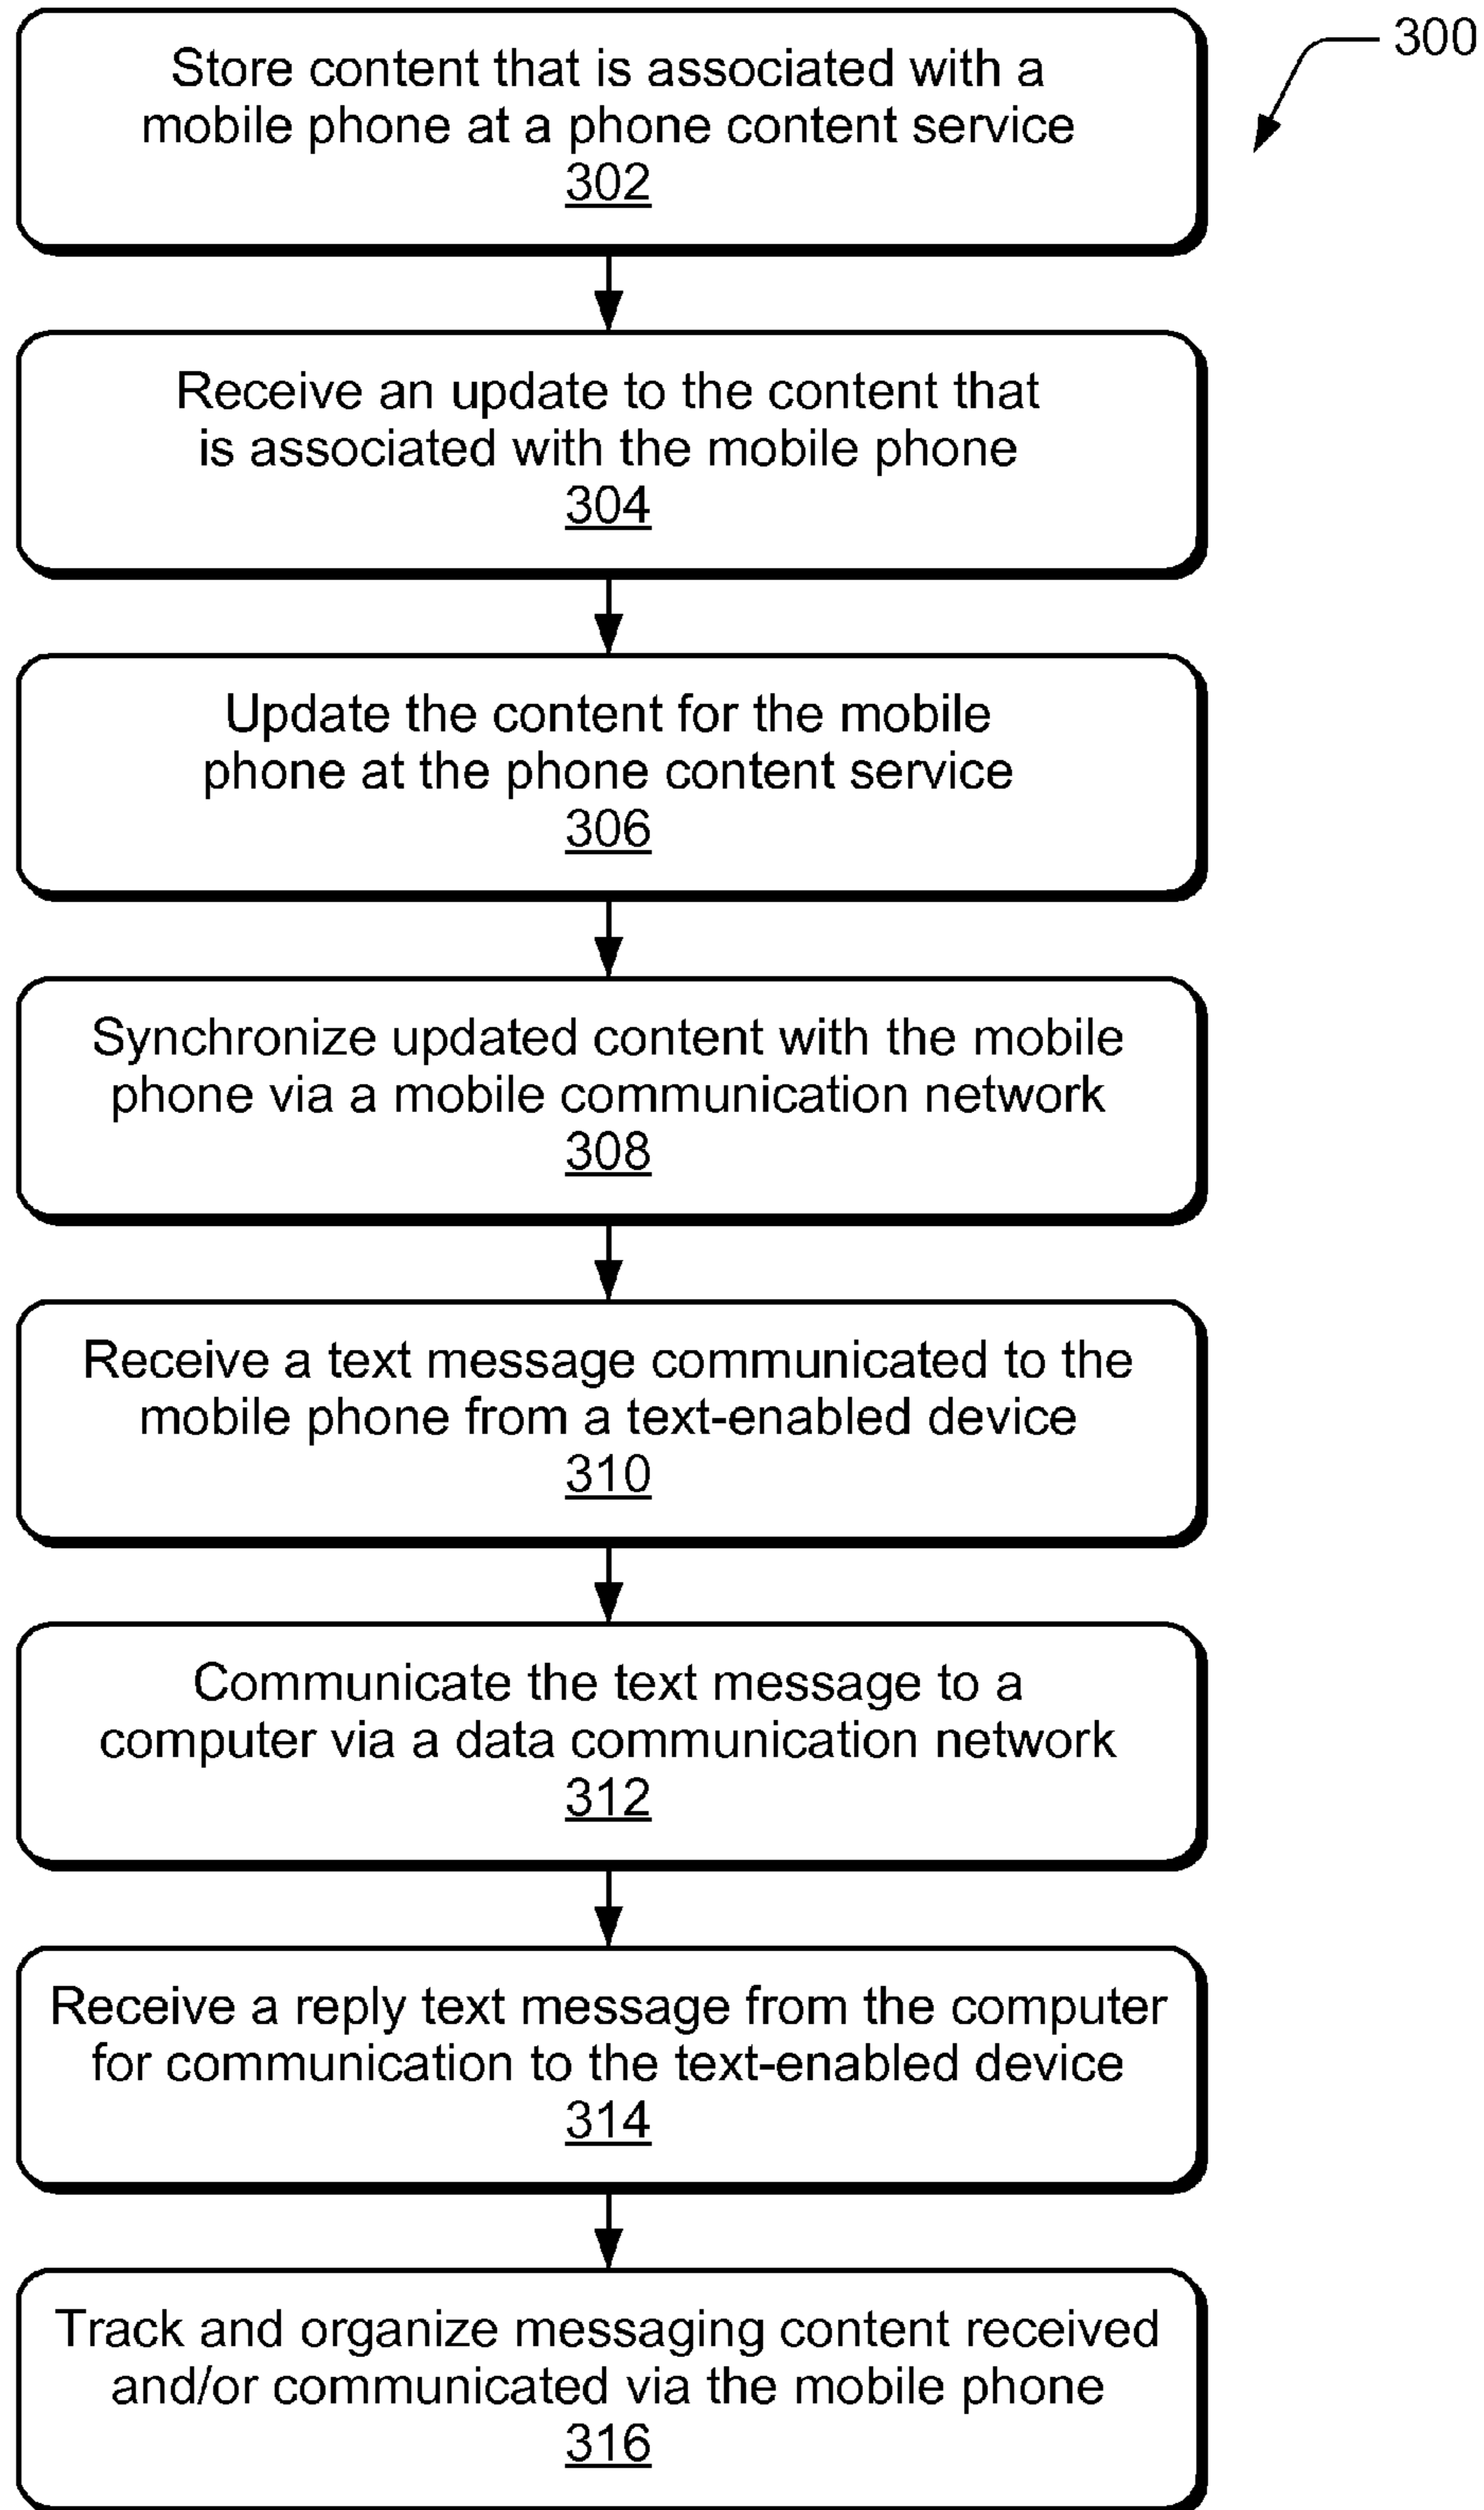 300
Store content that is associated with a
mobile phone at a phone content service
302
Receive an update to the content that
is associated with the mobile phone
304
Update the content for the mobile
phone at the phone content service
306
Synchronize updated content with the mobile
phone via a mobile communication network
308
Receive a text message communicated to the
mobile phone from a text-enabled device
310
Communicate the text message to a
computer via a data communication network
312
Receive a reply text message from the computer
for communication to the text-enabled device
314
Track and organize messaging content received
and/or communicated via the mobile phone
316